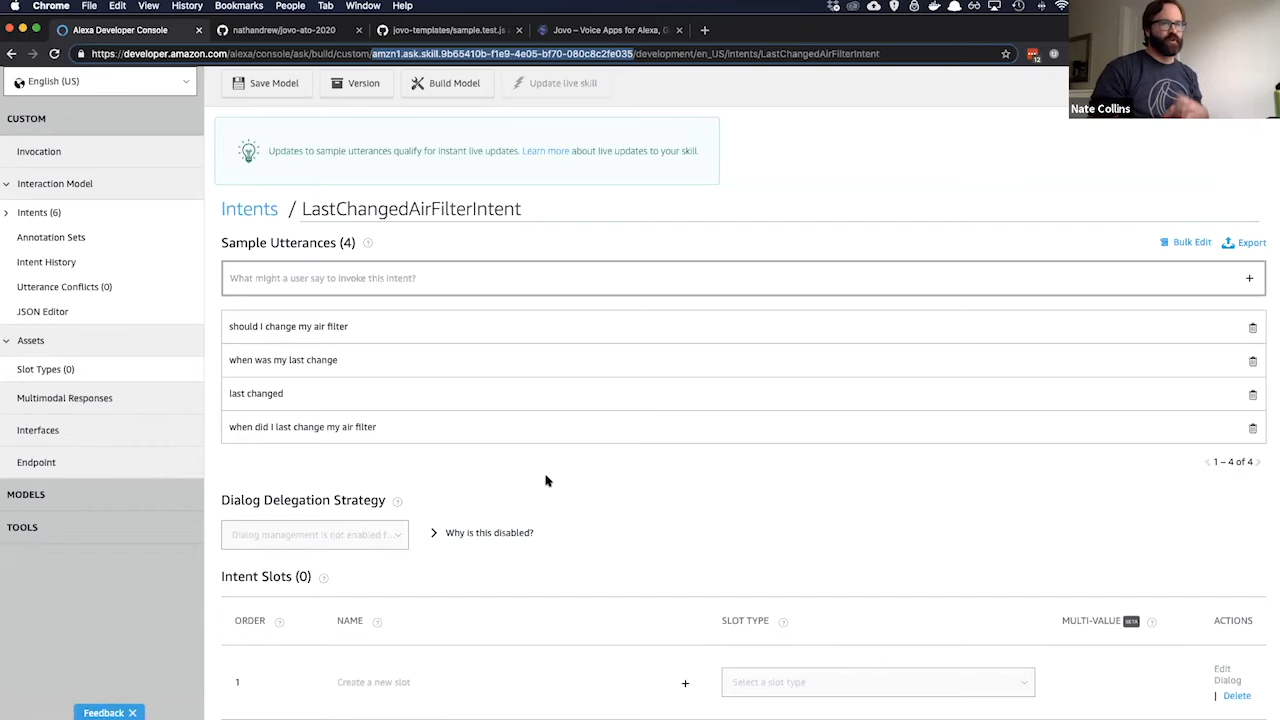 Chrome File Edit View History Bookmarks People Tab Window Help
Alexa Developer Console × nathandrew/jovo-ato-2020 × jovo-templates/sample.test.js × Jovo – Voice Apps for Alexa, G × +
https://developer.amazon.com/alexa/console/ask/build/custom/amzn1.ask.skill.9b65410b-f1e9-4e05-bf70-080c8c2fe035/development/en_US/intents/LastChangedAirFilterIntent
12
Nate Collins
English (US)
Save Model
Version
Build Model
Update live skill
CUSTOM
Invocation
Interaction Model
Intents (6)
Annotation Sets
Intent History
Utterance Conflicts (0)
JSON Editor
Assets
Slot Types (0)
Multimodal Responses
Interfaces
Endpoint
MODELS
TOOLS
Feedback ×
Updates to sample utterances qualify for instant live updates. Learn more about live updates to your skill.
Intents / LastChangedAirFilterIntent
Sample Utterances (4) ?
Bulk Edit Export
What might a user say to invoke this intent? +
should I change my air filter
when was my last change
last changed
when did I last change my air filter
< 1 – 4 of 4 >
Dialog Delegation Strategy ?
Dialog management is not enabled f...
> Why is this disabled?
Intent Slots (0) ?
ORDER ? NAME ? SLOT TYPE ? MULTI-VALUE BETA ? ACTIONS
1 Create a new slot + Select a slot type
Edit
Dialog
| Delete